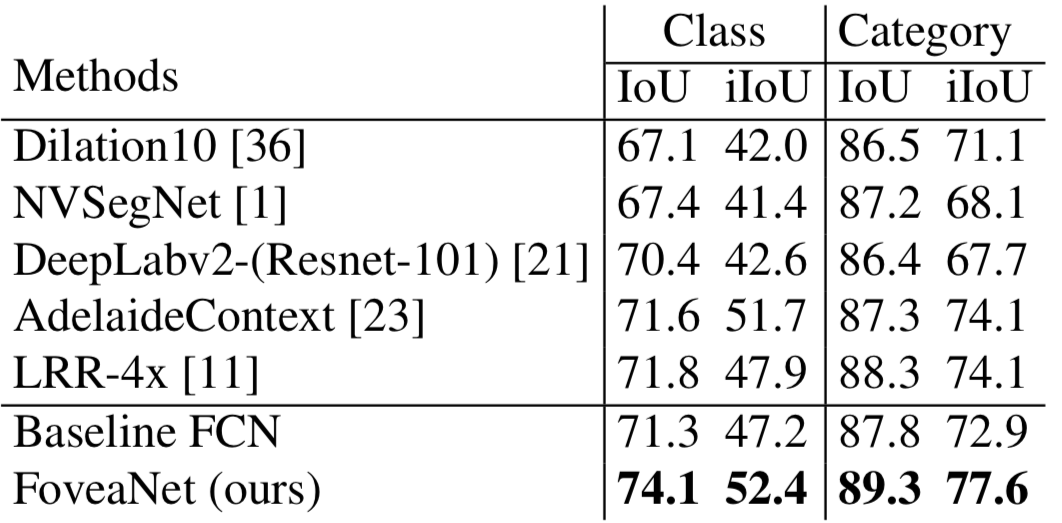 Class Category
Methods
IoU iIoU IoU iIoU
Dilation10 [36] 67.1 42.0 86.5 71.1
NVSegNet [1] 67.4 41.4 87.2 68.1
DeepLabv2-(Resnet-101) [21] 70.4 42.6 86.4 67.7
AdelaideContext [23] 71.6 51.7 87.3 74.1
LRR-4x [11] 71.8 47.9 88.3 74.1
Baseline FCN 71.3 47.2 87.8 72.9
FoveaNet (ours) 74.1 52.4 89.3 77.6